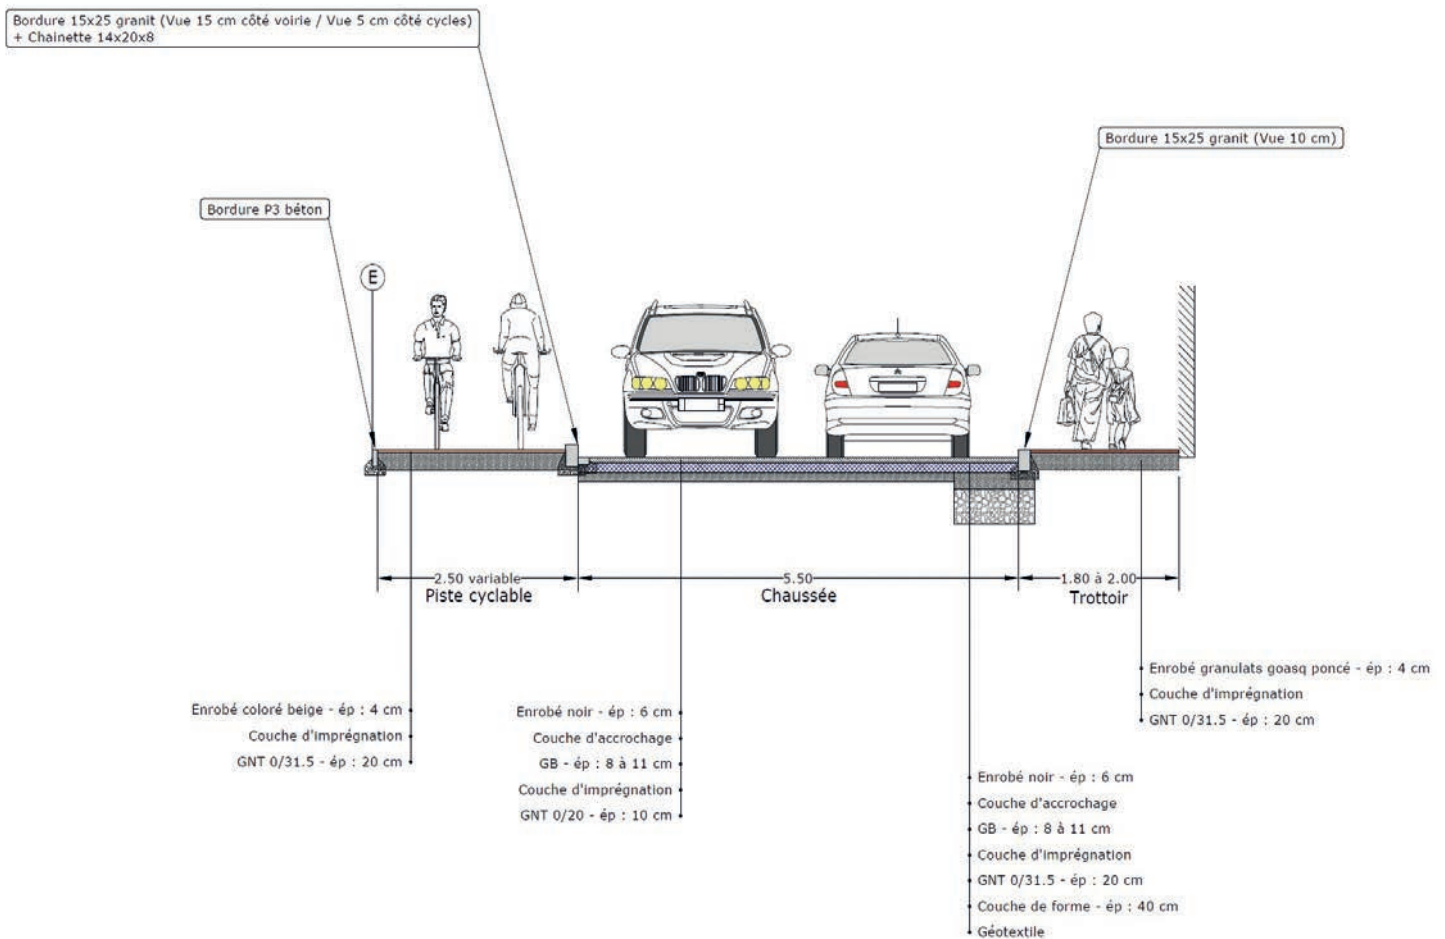 Bordure 15x25 granit (Vue 15 cm côté voirie / Vue 5 cm côté cycles)
+ Chainette 14x20x8
Bordure 15x25 granit (Vue 10 cm)
Bordure P3 béton
E
2.50 variable
Piste cyclable
5.50
Chaussée
1.80 à 2.00
Trottoir
Enrobé coloré beige - ép : 4 cm
Couche d'imprégnation
GNT 0/31.5 - ép : 20 cm
Enrobé noir - ép : 6 cm
Couche d'accrochage
GB - ép : 8 à 11 cm
Couche d'imprégnation
GNT 0/20 - ép : 10 cm
Enrobé noir - ép : 6 cm
Couche d'accrochage
GB - ép : 8 à 11 cm
Couche d'imprégnation
GNT 0/31.5 - ép : 20 cm
Couche de forme - ép : 40 cm
Géotextile
Enrobé granulats goasq poncé - ép : 4 cm
Couche d'imprégnation
GNT 0/31.5 - ép : 20 cm